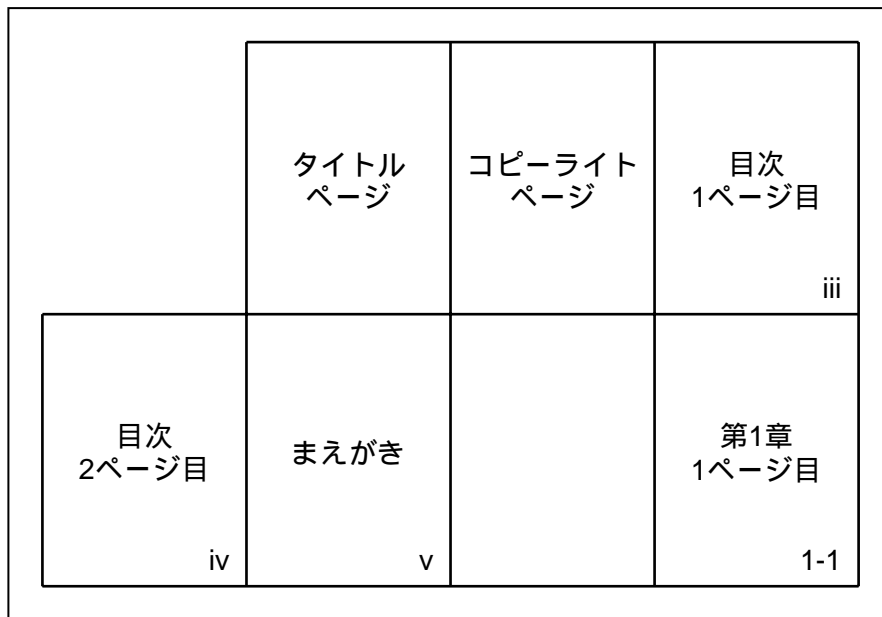 タイトル
ページ
コピーライト
ページ
目次
1ページ目
iii
目次
2ページ目
iv
まえがき
v
第1章
1ページ目
1-1